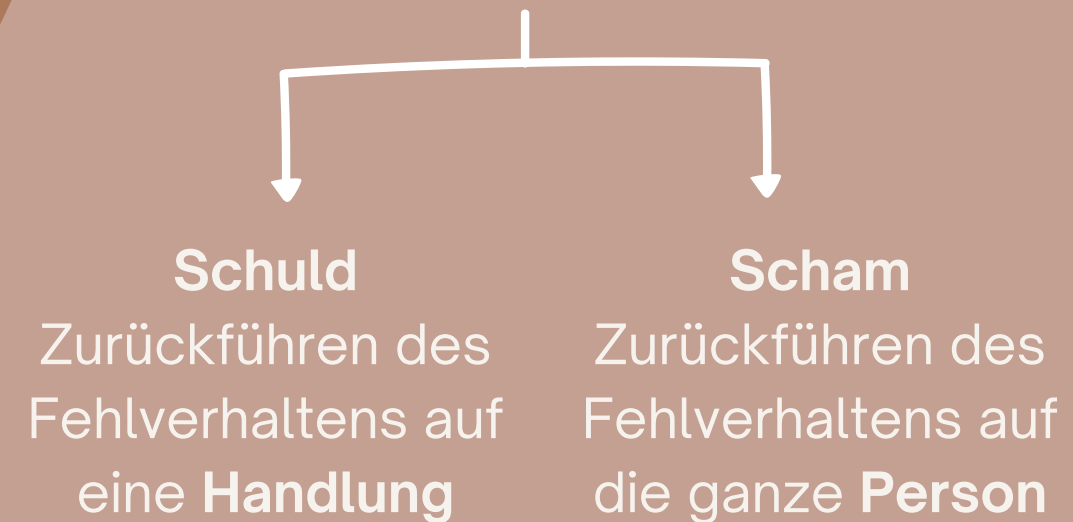 Schuld
Zurückführen des
Fehlverhaltens auf
eine Handlung
Scham
Zurückführen des
Fehlverhaltens auf
die ganze Person